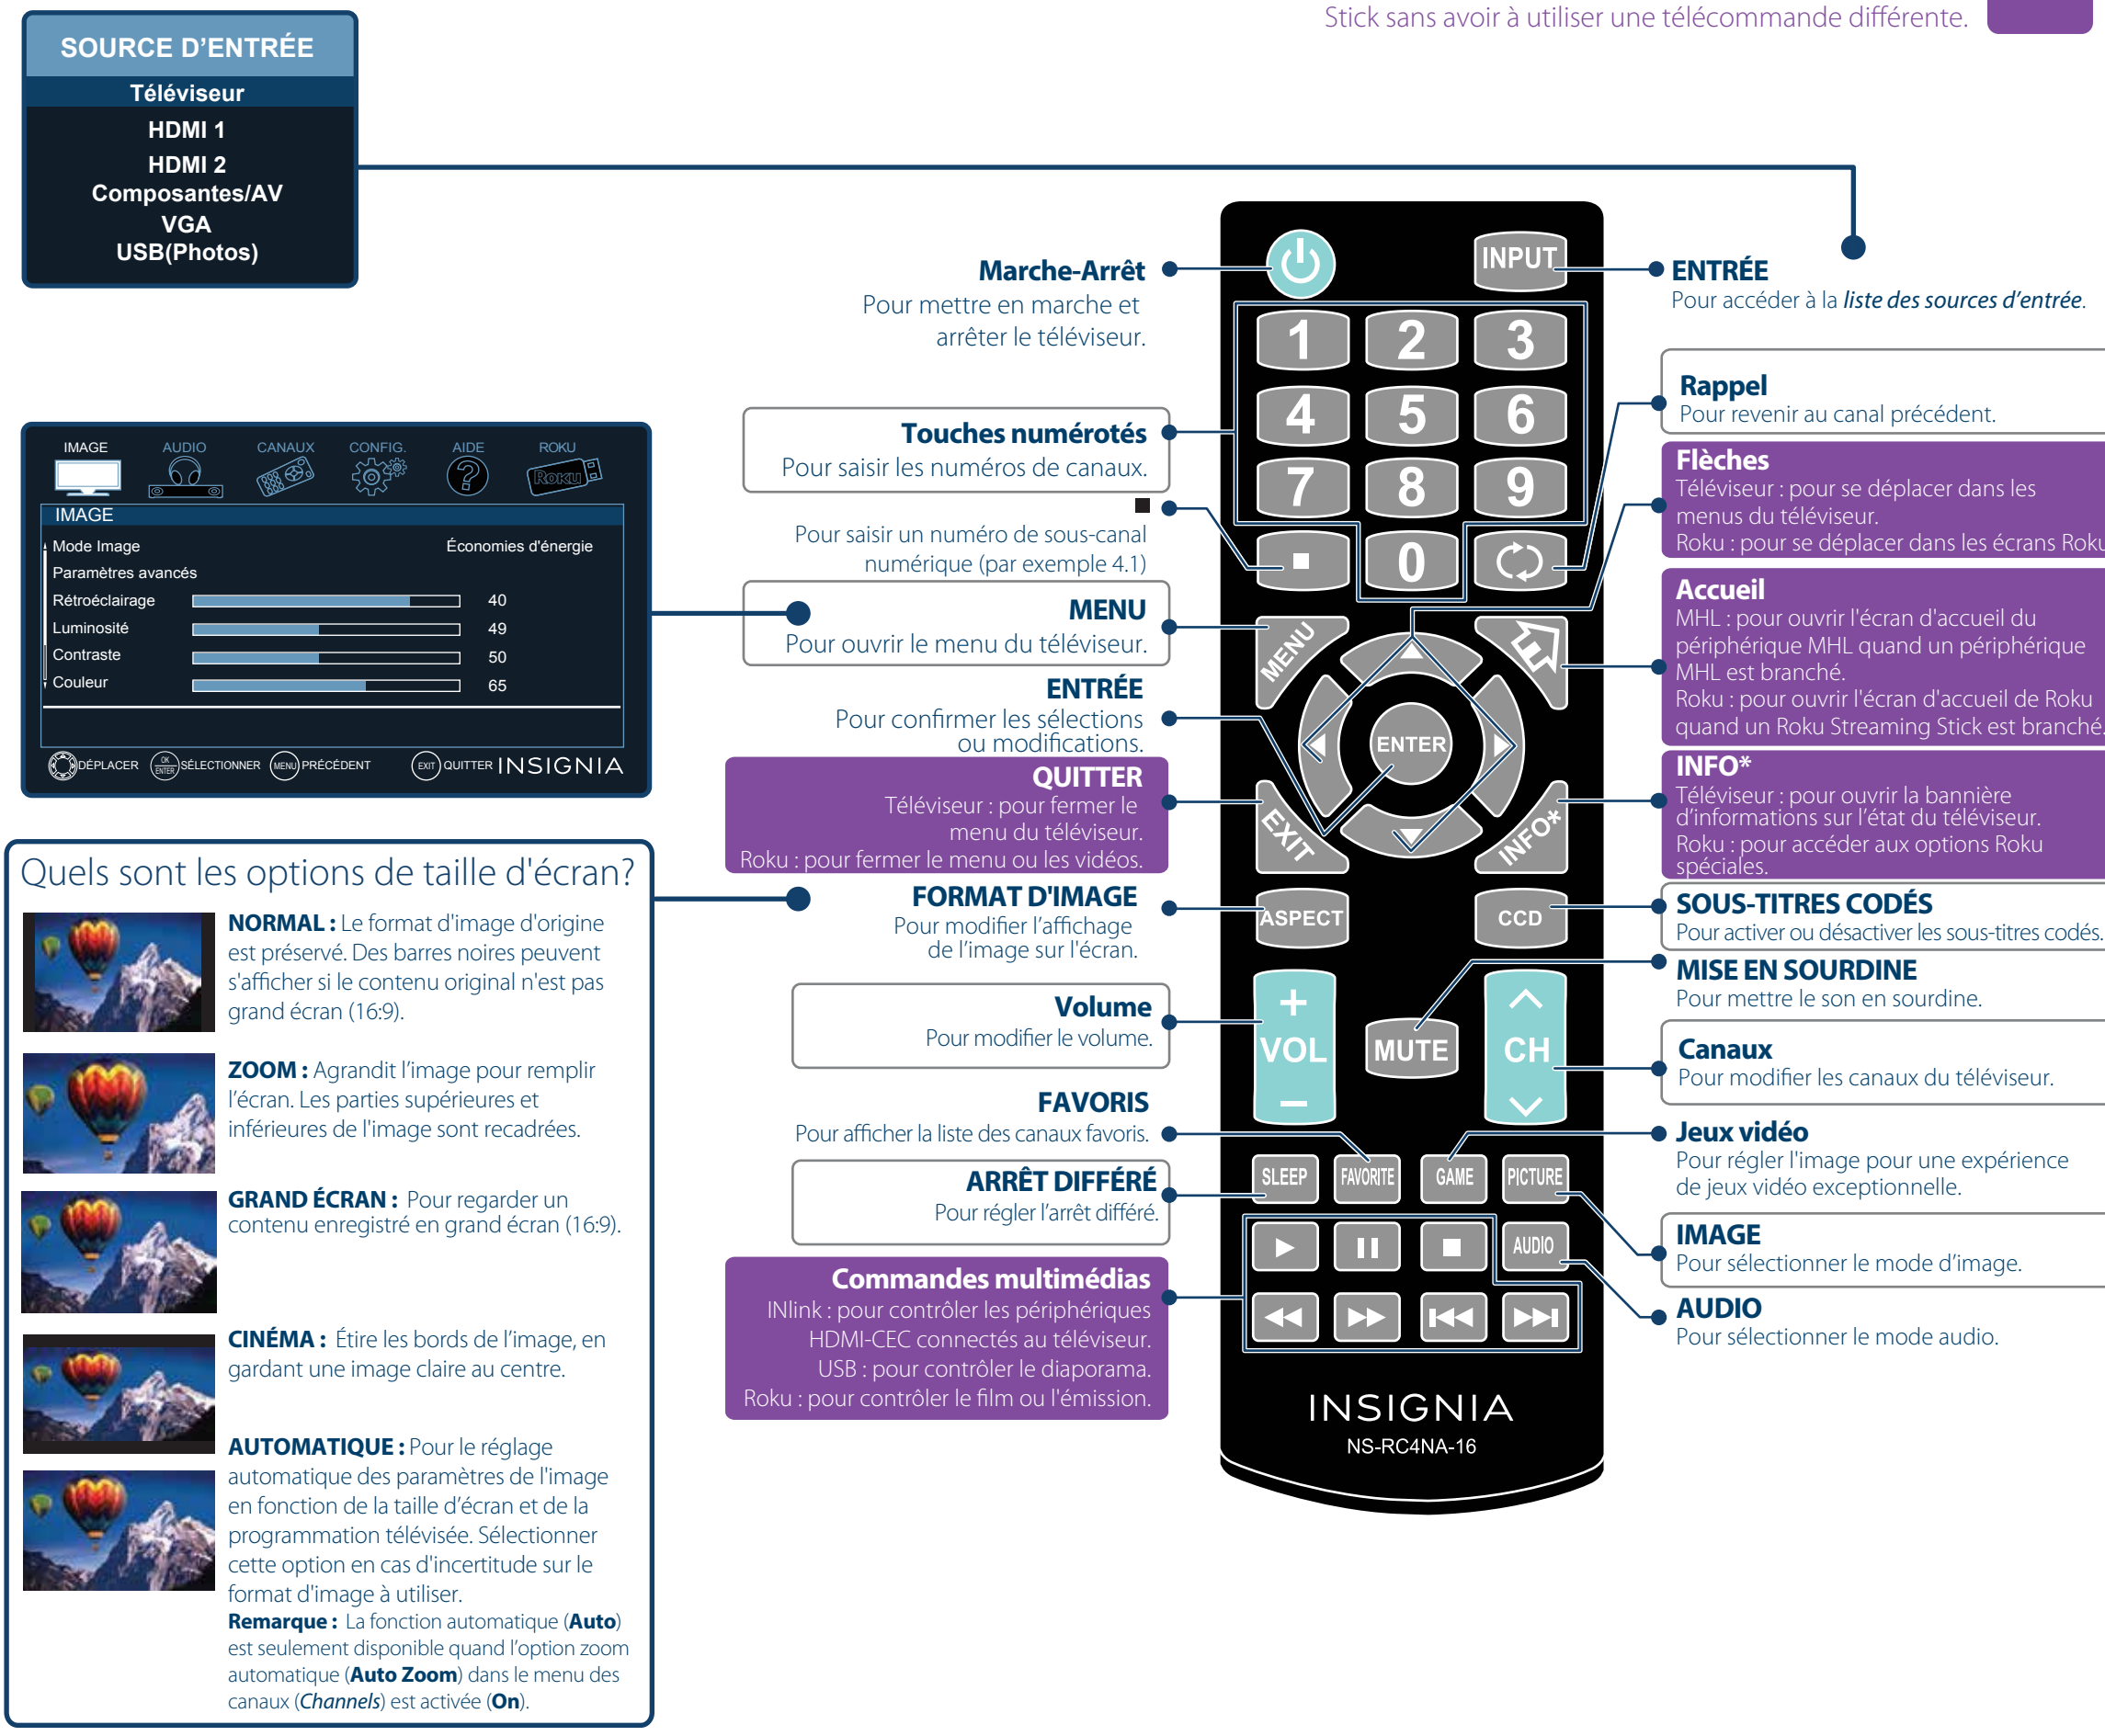 Stick sans avoir à utiliser une télécommande différente.
SOURCE D'ENTRÉE
Téléviseur
HDMI 1
HDMI 2
Composantes/AV
VGA
USB(Photos)
IMAGE
AUDIO
CANAUX
CONFIG.
AIDE
ROKU
?
ROKU
IMAGE
Mode Image
Économies d'énergie
Paramètres avancés
Rétroéclairage
40
Luminosité
49
Contraste
50
Couleur
65
DÉPLACER
OK
ENTER
SÉLECTIONNER
MENU
PRÉCÉDENT
EXIT
QUITTER
INSIGNIA
Quels sont les options de taille d'écran?
NORMAL : Le format d'image d'origine
est préservé. Des barres noires peuvent
s'afficher si le contenu original n'est pas
grand écran (16:9).
ZOOM : Agrandit l'image pour remplir
l'écran. Les parties supérieures et
inférieures de l'image sont recadrées.
GRAND ÉCRAN : Pour regarder un
contenu enregistré en grand écran (16:9).
CINÉMA : Étire les bords de l'image, en
gardant une image claire au centre.
AUTOMATIQUE : Pour le réglage
automatique des paramètres de l'image
en fonction de la taille d'écran et de la
programmation télévisée. Sélectionner
cette option en cas d'incertitude sur le
format d'image à utiliser.
Remarque : La fonction automatique (Auto)
est seulement disponible quand l'option zoom
automatique (Auto Zoom) dans le menu des
canaux (Channels) est activée (On).
Marche-Arrêt
Pour mettre en marche et
arrêter le téléviseur.
Touches numérotés
Pour saisir les numéros de canaux.
Pour saisir un numéro de sous-canal
numérique (par exemple 4.1)
MENU
Pour ouvrir le menu du téléviseur.
ENTRÉE
Pour confirmer les sélections
ou modifications.
QUITTER
Téléviseur : pour fermer le
menu du téléviseur.
Roku : pour fermer le menu ou les vidéos.
FORMAT D'IMAGE
Pour modifier l'affichage
de l'image sur l'écran.
Volume
Pour modifier le volume.
FAVORIS
Pour afficher la liste des canaux favoris.
ARRÊT DIFFÉRÉ
Pour régler l'arrêt différé.
Commandes multimédias
INlink : pour contrôler les périphériques
HDMI-CEC connectés au téléviseur.
USB : pour contrôler le diaporama.
Roku : pour contrôler le film ou l'émission.
INPUT
1 2 3
4 5 6
7 8 9
0
MENU
ENTER
EXIT
INFO*
ASPECT
CCD
+
VOL
–
MUTE
CH
SLEEP
FAVORITE
GAME
PICTURE
AUDIO
INSIGNIA
NS-RC4NA-16
ENTRÉE
Pour accéder à la liste des sources d'entrée.
Rappel
Pour revenir au canal précédent.
Flèches
Téléviseur : pour se déplacer dans les
menus du téléviseur.
Roku : pour se déplacer dans les écrans Roku
Accueil
MHL : pour ouvrir l'écran d'accueil du
périphérique MHL quand un périphérique
MHL est branché.
Roku : pour ouvrir l'écran d'accueil de Roku
quand un Roku Streaming Stick est branché.
INFO*
Téléviseur : pour ouvrir la bannière
d'informations sur l'état du téléviseur.
Roku : pour accéder aux options Roku
spéciales.
SOUS-TITRES CODÉS
Pour activer ou désactiver les sous-titres codés.
MISE EN SOURDINE
Pour mettre le son en sourdine.
Canaux
Pour modifier les canaux du téléviseur.
Jeux vidéo
Pour régler l'image pour une expérience
de jeux vidéo exceptionnelle.
IMAGE
Pour sélectionner le mode d'image.
AUDIO
Pour sélectionner le mode audio.